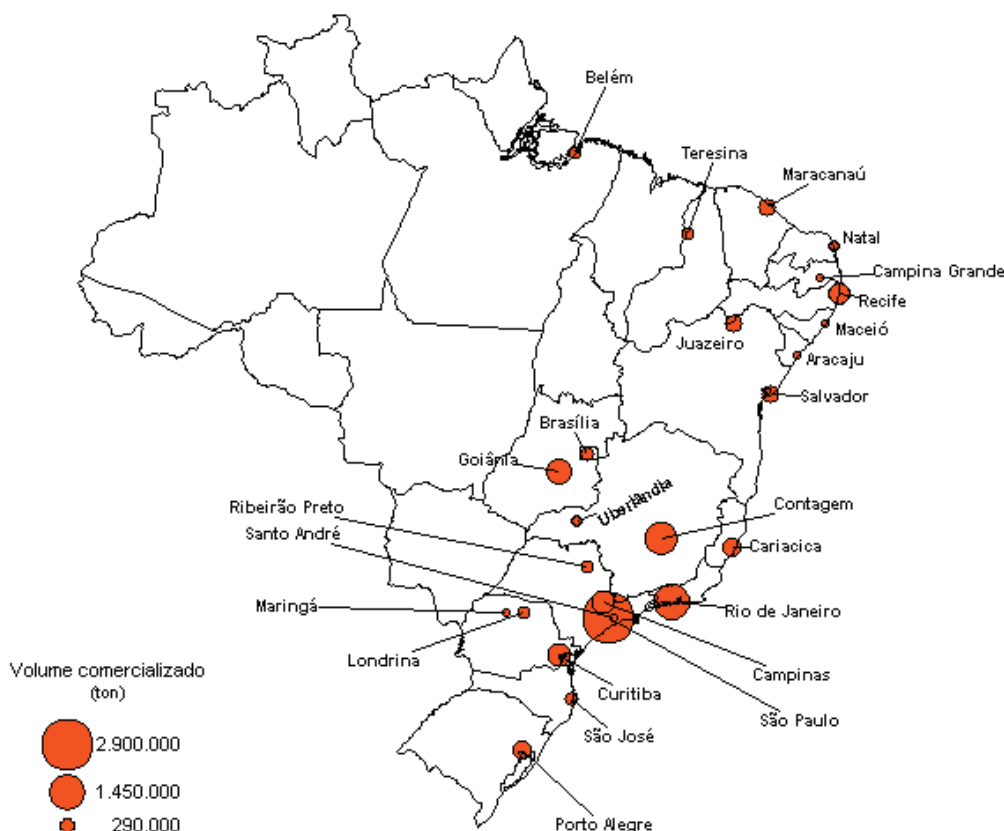 Belém
Teresina
Maracanaú
Natal
Campina Grande
Recife
Maceió
Juazeiro
Aracaju
Salvador
Brasília
Goiânia
Uberlândia
Ribeirão Preto
Contagem
Santo André
Cariacica
Maringá
Rio de Janeiro
Londrina
Campinas
Curitiba
São Paulo
São José
Porto Alegre
Volume comercializado
(ton)
2.900.000
1.450.000
290.000